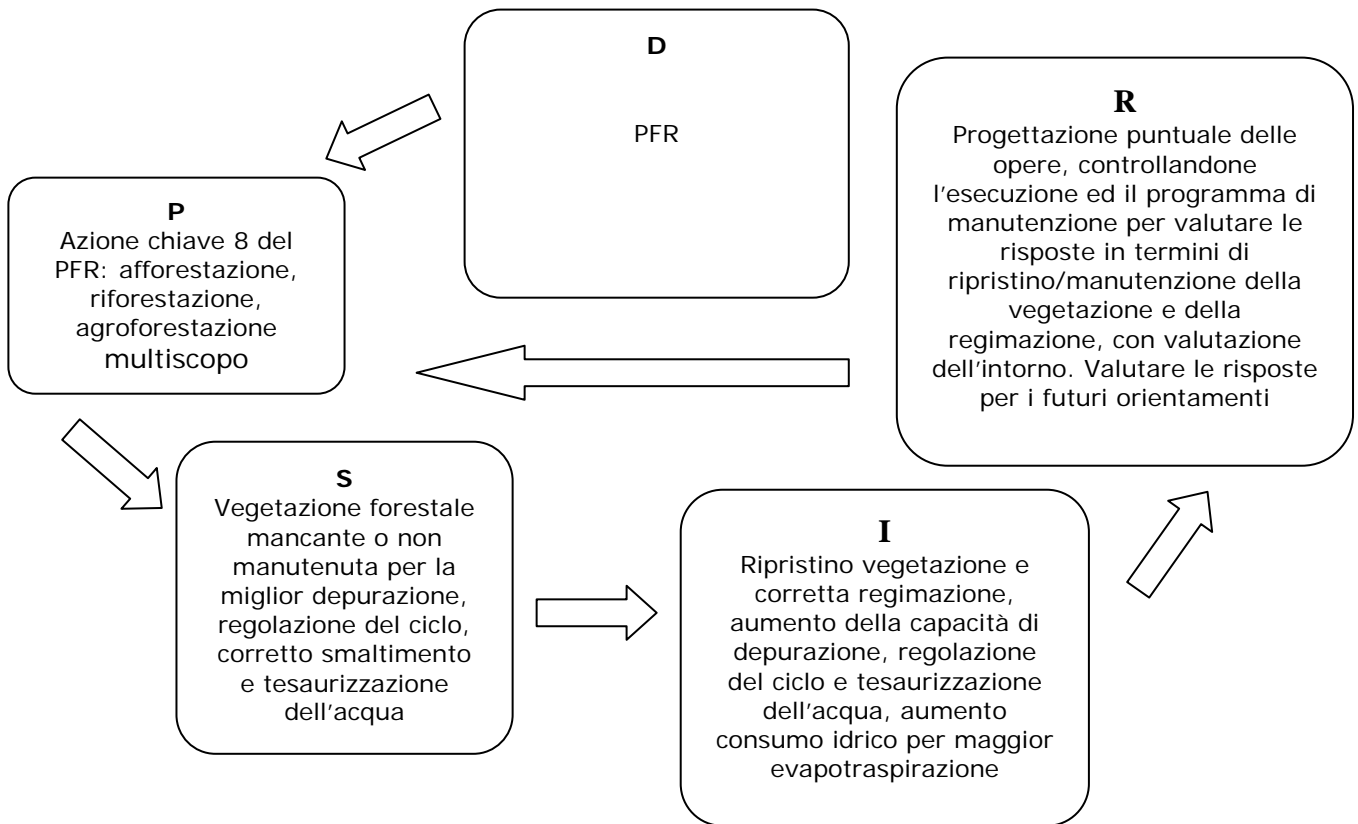 D
PFR
P
Azione chiave 8 del
PFR: afforestazione,
riforestazione,
agroforestazione
multiscopo
S
Vegetazione forestale
mancante o non
manutenuta per la
miglior depurazione,
regolazione del ciclo,
corretto smaltimento
e tesaurizzazione
dell'acqua
I
Ripristino vegetazione e
corretta regimazione,
aumento della capacità di
depurazione, regolazione
del ciclo e tesaurizzazione
dell'acqua, aumento
consumo idrico per maggior
evapotraspirazione
R
Progettazione puntuale delle
opere, controllandone
l'esecuzione ed il programma di
manutenzione per valutare le
risposte in termini di
ripristino/manutenzione della
vegetazione e della
regimazione, con valutazione
dell'intorno. Valutare le risposte
per i futuri orientamenti